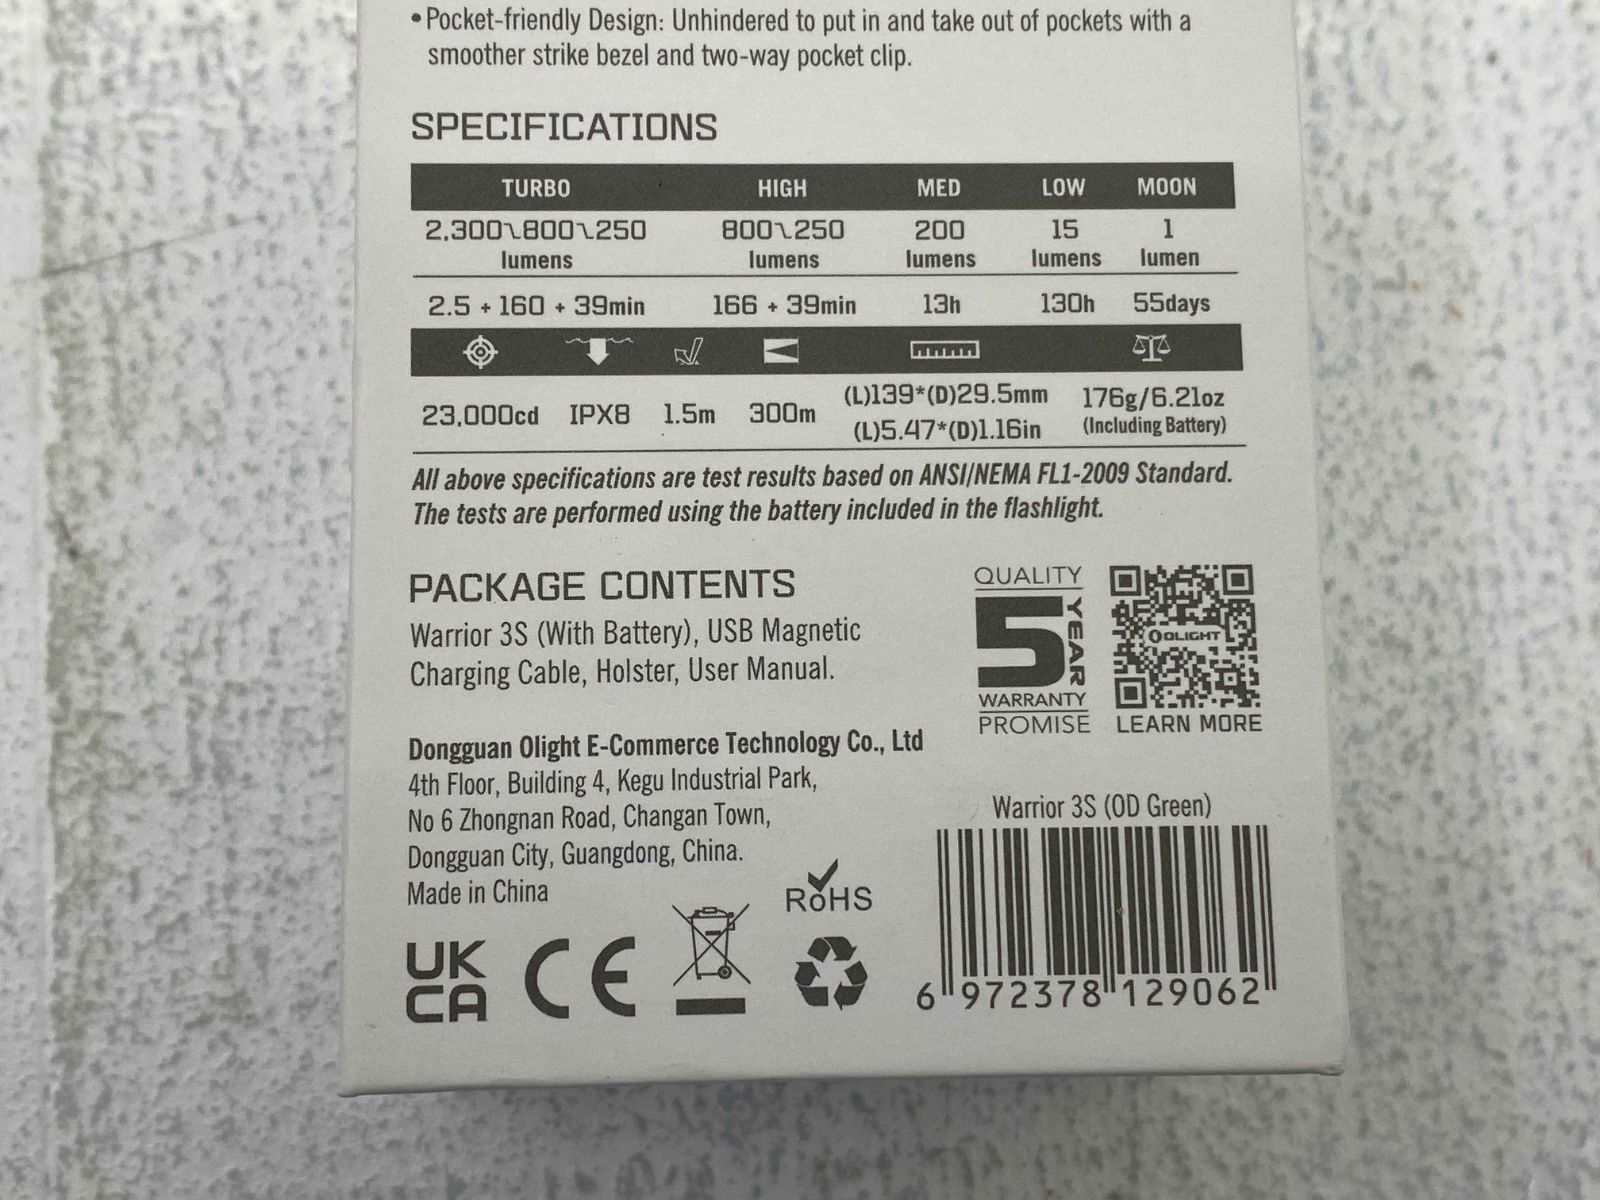 • Pocket-friendly Design: Unhindered to put in and take out of pockets with a
smoother strike bezel and two-way pocket clip.
SPECIFICATIONS
TURBO HIGH MED LOW MOON
2,300~800~250 800~250 200 15 1
lumens lumens lumens lumens lumen
2.5 + 160 + 39min 166 + 39min 13h 130h 55days
23,000cd IPX8 1.5m 300m (L)139*(D)29.5mm 176g/6.21oz
(L)5.47*(D)1.16in (Including Battery)
All above specifications are test results based on ANSI/NEMA FL1-2009 Standard.
The tests are performed using the battery included in the flashlight.
PACKAGE CONTENTS
Warrior 3S (With Battery), USB Magnetic
Charging Cable, Holster, User Manual.
QUALITY
5 YEAR
WARRANTY
PROMISE
OLIGHT
LEARN MORE
Dongguan Olight E-Commerce Technology Co., Ltd
4th Floor, Building 4, Kegu Industrial Park,
No 6 Zhongnan Road, Changan Town,
Dongguan City, Guangdong, China.
Made in China
RoHS
UK
CA
CE
Warrior 3S (OD Green)
6 972378 129062